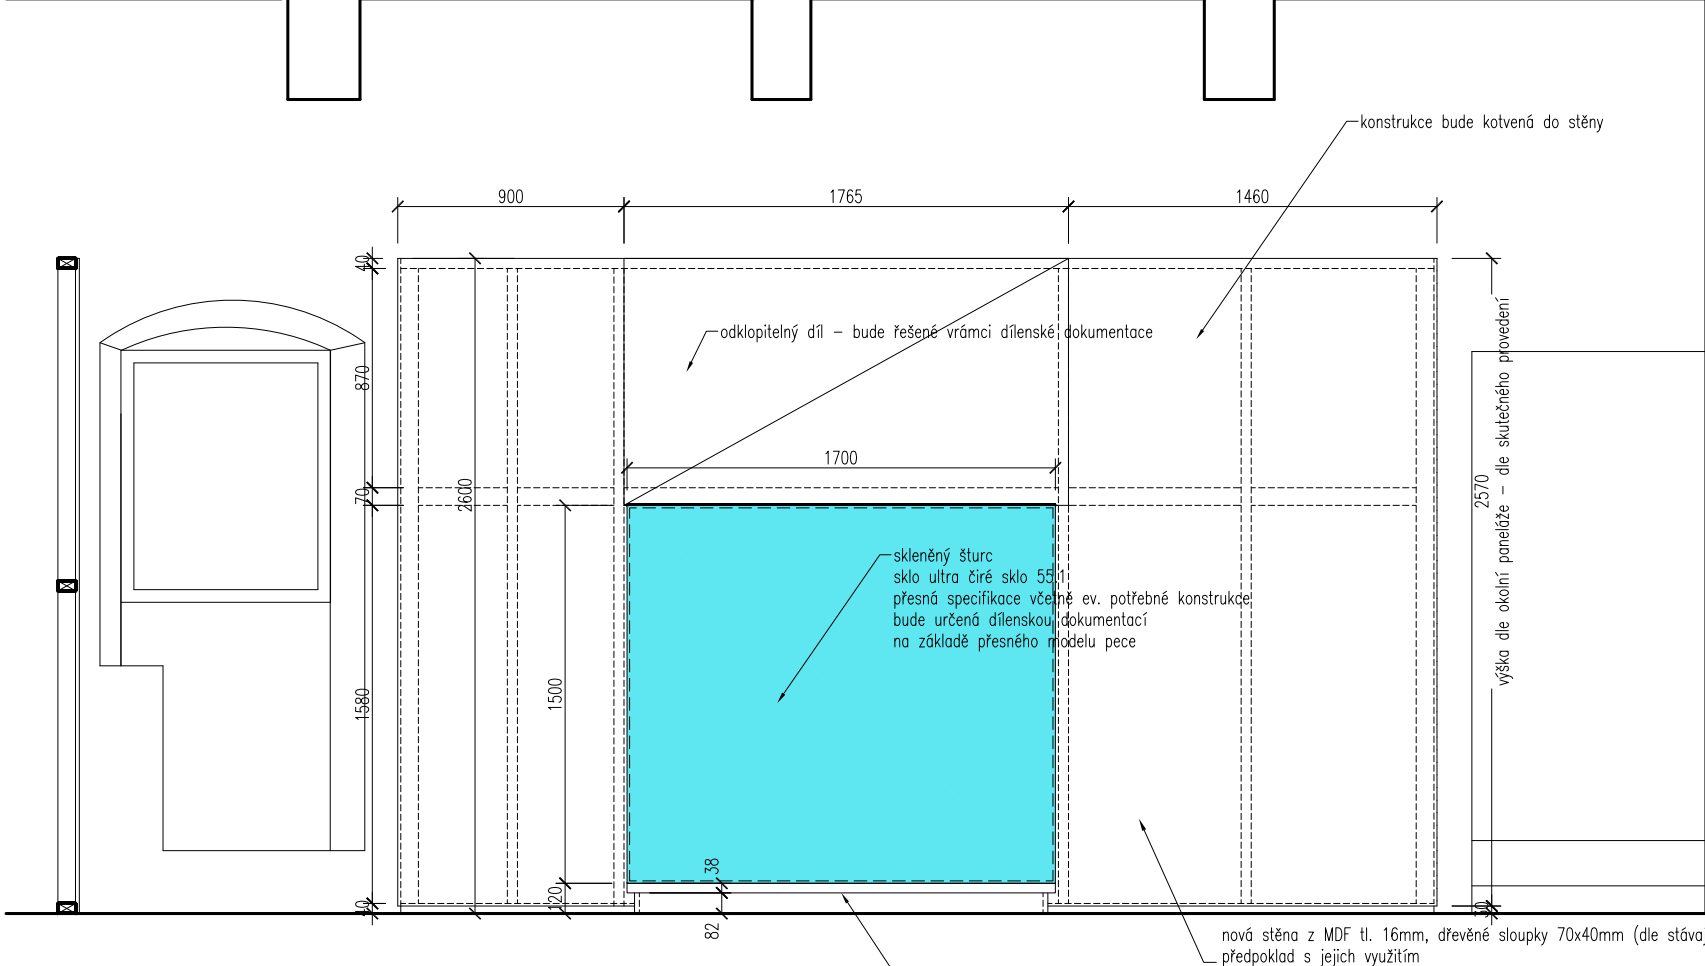 konstrukce bude kotvená do stěny
900
1765
1460
40
odklopitelný díl – bude řešené vrámci dílenské dokumentace
870
1700
70
2600
2570
výška dle okolní paneláže – dle skutečného provedení
skleněný šturc
sklo ultra čiré sklo 55.1
přesná specifikace včetně ev. potřebné konstrukce
bude určená dílenskou dokumentací
na základě přesného modelu pece
1580
1500
38
120
40
30
82
nová stěna z MDF tl. 16mm, dřevěné sloupky 70x40mm (dle
předpoklad s jejich využitím